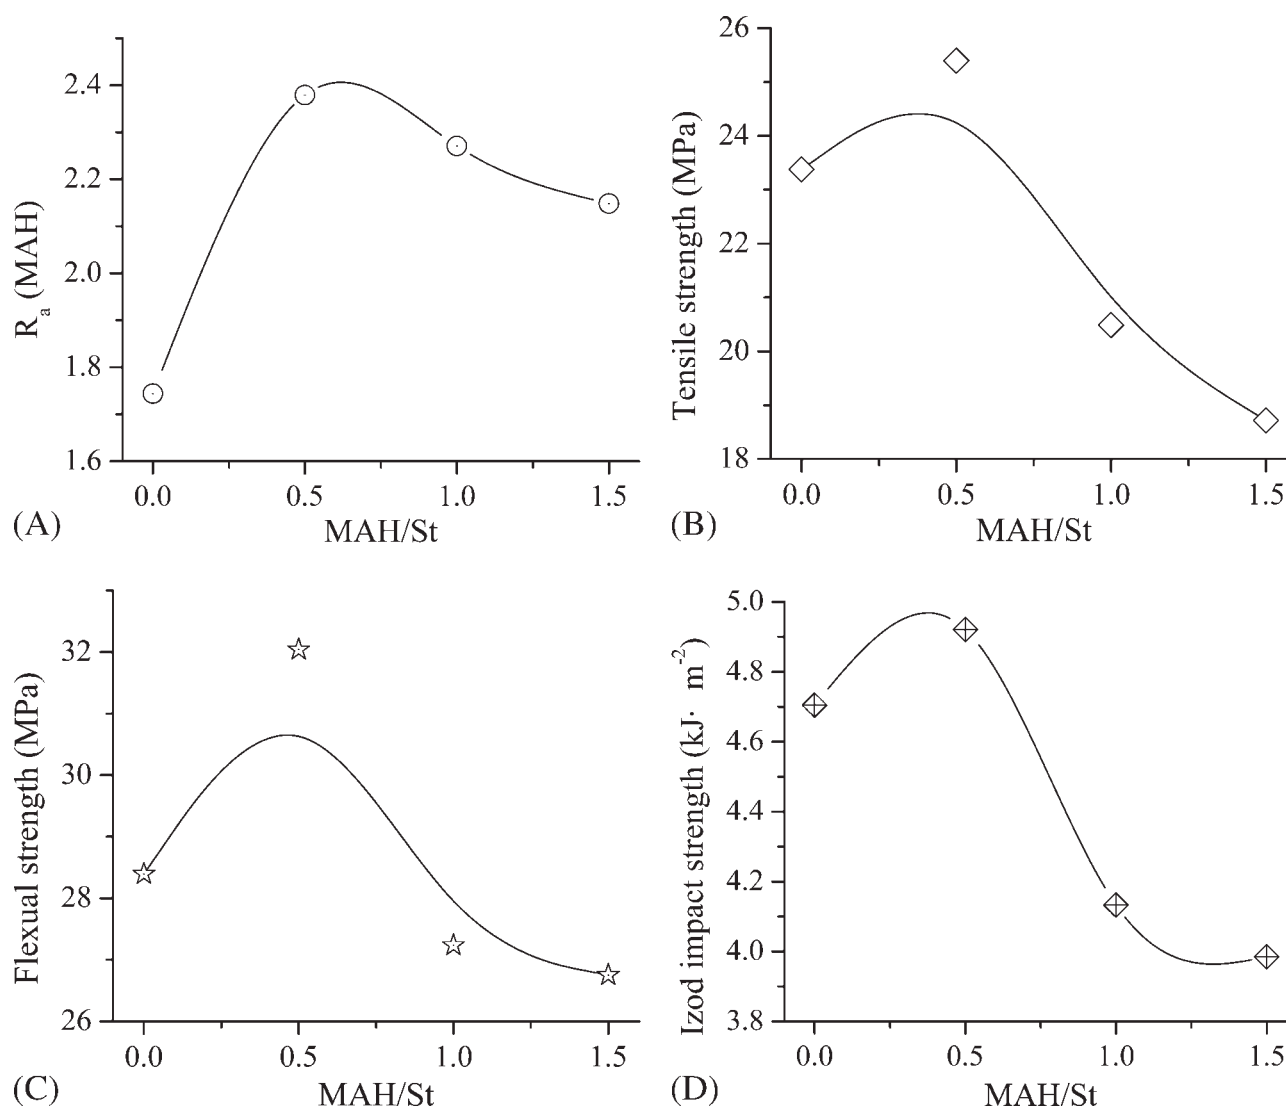 2.4
2.2
2.0
1.8
1.6
R_a (MAH)
0.0 0.5 1.0 1.5
MAH/St
(A)
26
24
22
20
18
Tensile strength (MPa)
0.0 0.5 1.0 1.5
MAH/St
(B)
32
30
28
26
Flexual strength (MPa)
0.0 0.5 1.0 1.5
MAH/St
(C)
5.0
4.8
4.6
4.4
4.2
4.0
3.8
Izod impact strength (kJ· m⁻²)
0.0 0.5 1.0 1.5
MAH/St
(D)